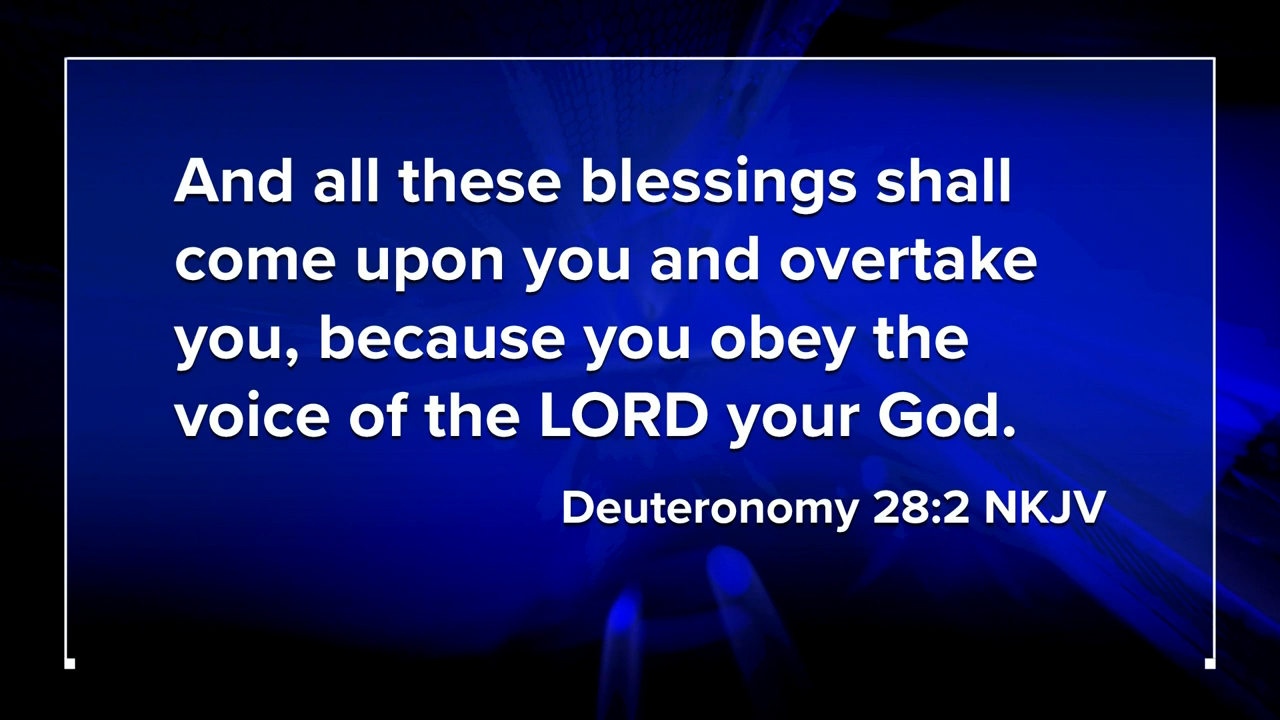 And all these blessings shall
come upon you and overtake
you, because you obey the
voice of the LORD your God.
Deuteronomy 28:2 NKJV